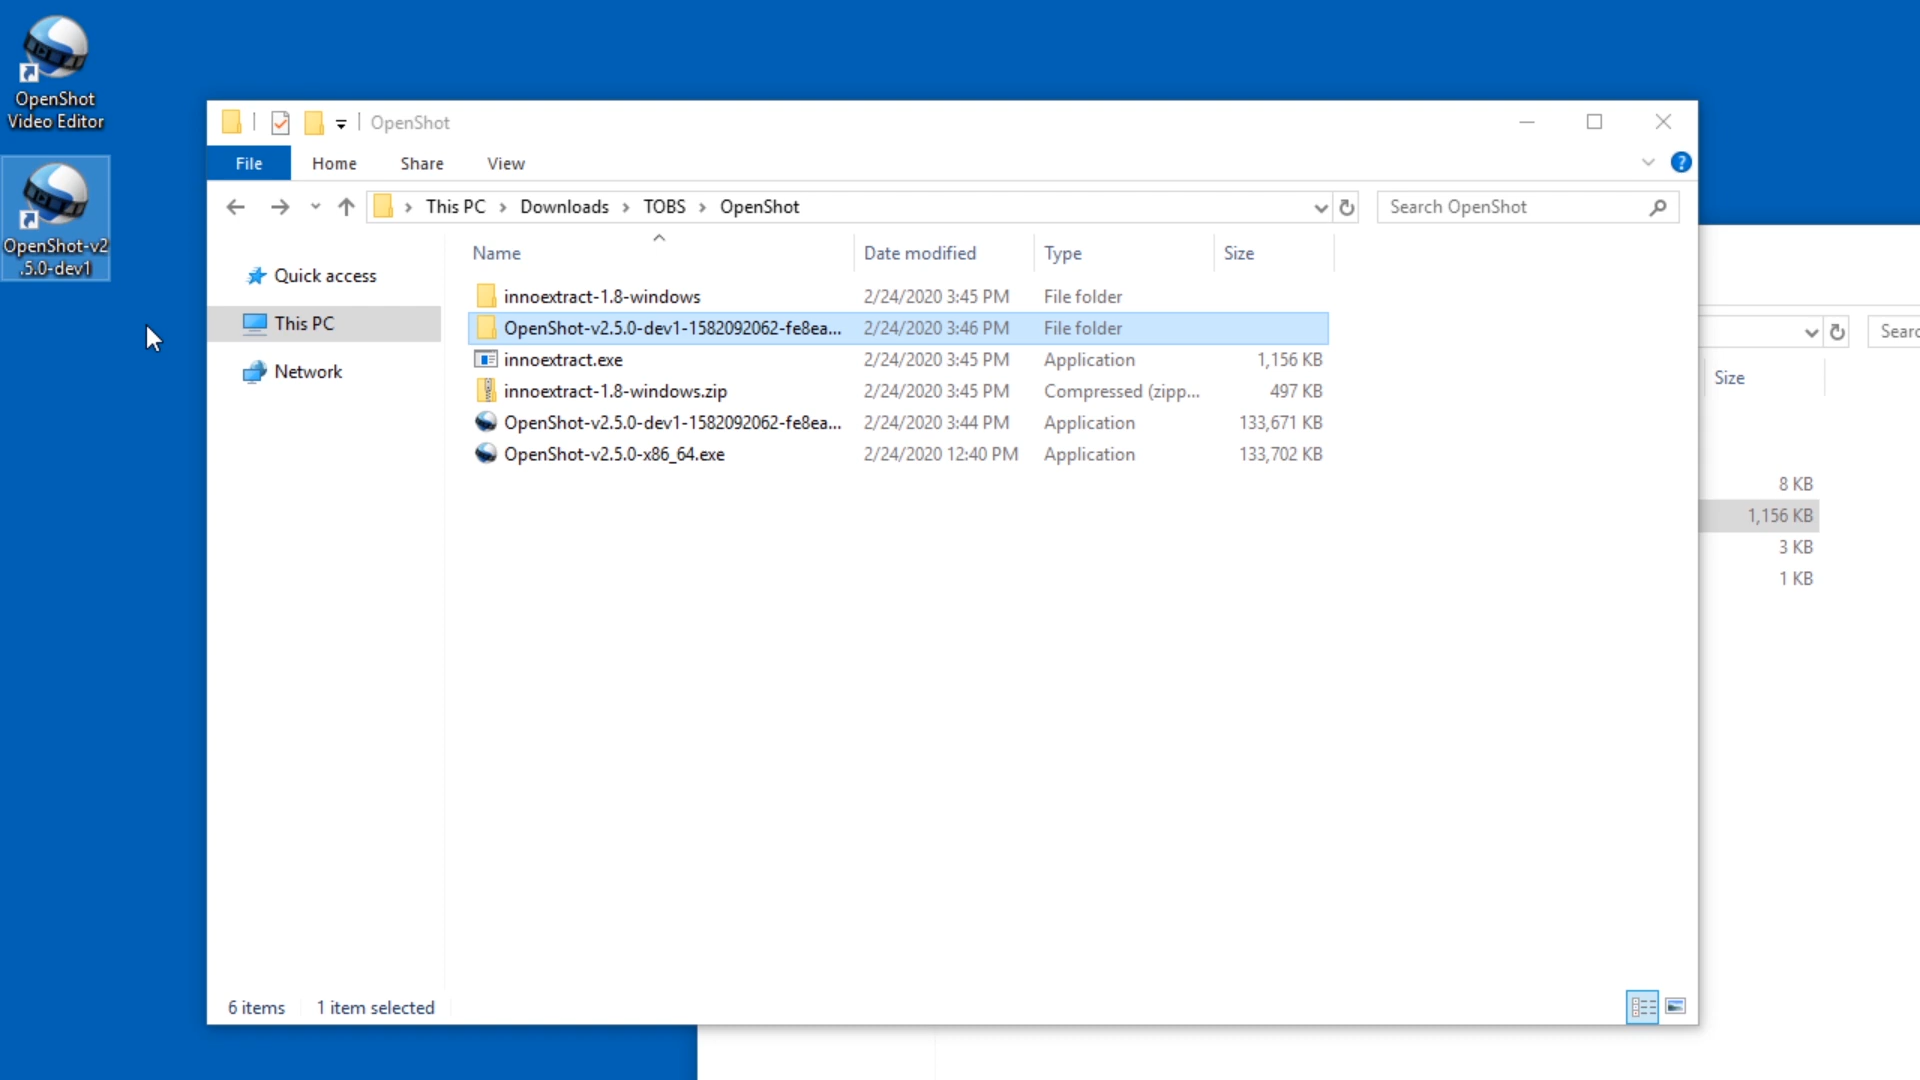 OpenShot
Video Editor
OpenShot-v2
.5.0-dev1
OpenShot
File Home Share View
This PC Downloads TOBS OpenShot
Search OpenShot
Quick access
This PC
Network
Name Date modified Type Size
innoextract-1.8-windows 2/24/2020 3:45 PM File folder
OpenShot-v2.5.0-dev1-1582092062-fe8ea... 2/24/2020 3:46 PM File folder
innoextract.exe 2/24/2020 3:45 PM Application 1,156 KB
innoextract-1.8-windows.zip 2/24/2020 3:45 PM Compressed (zipp... 497 KB
OpenShot-v2.5.0-dev1-1582092062-fe8ea... 2/24/2020 3:44 PM Application 133,671 KB
OpenShot-v2.5.0-x86_64.exe 2/24/2020 12:40 PM Application 133,702 KB
6 items 1 item selected
Searc
Size
8 KB
1,156 KB
3 KB
1 KB